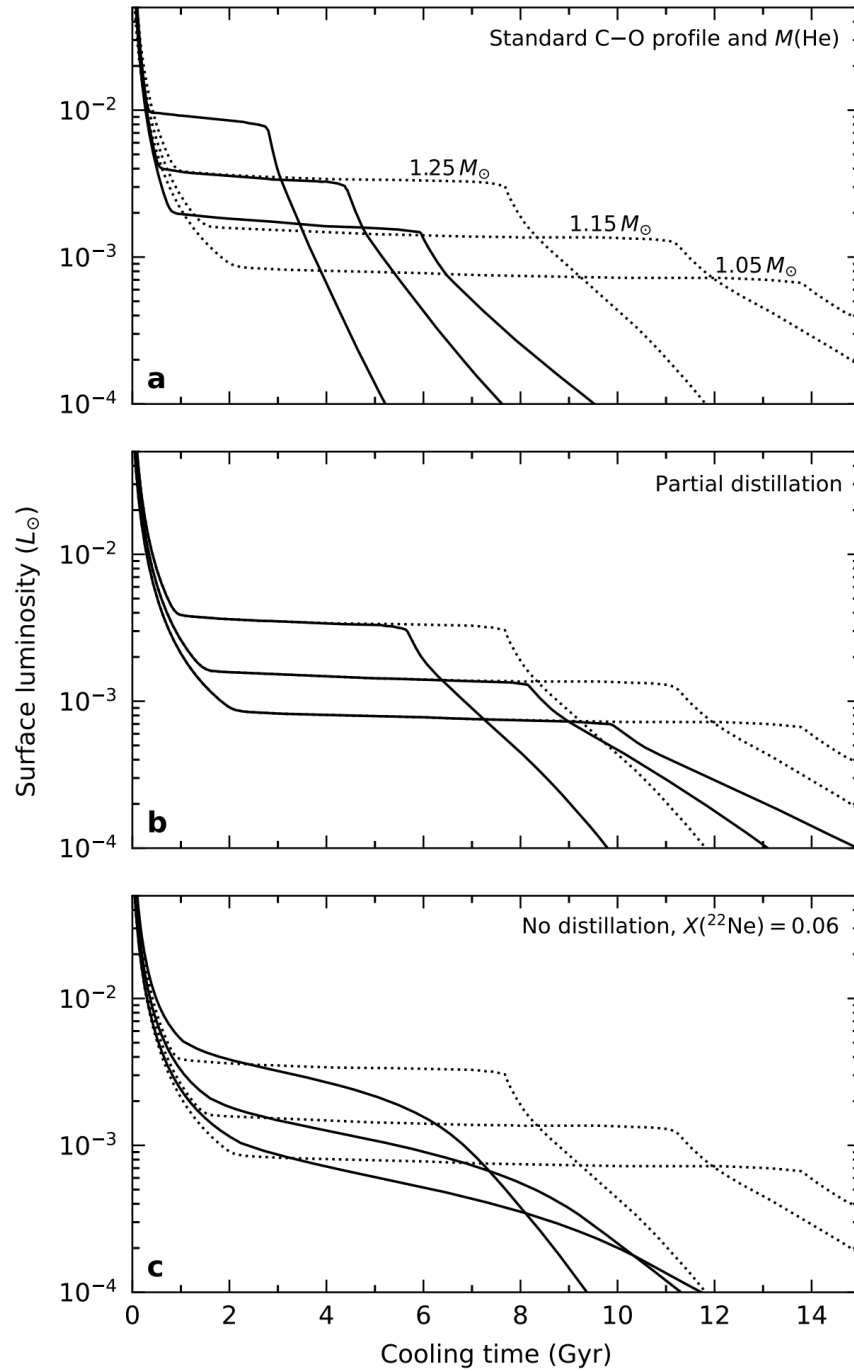 Standard C−O profile and M(He)
10⁻²
1.25 M⊙
1.15 M⊙
10⁻³
1.05 M⊙
a
10⁻⁴
Partial distillation
10⁻²
Surface luminosity (L⊙)
10⁻³
b
10⁻⁴
No distillation, X(²²Ne) = 0.06
10⁻²
10⁻³
c
10⁻⁴
0 2 4 6 8 10 12 14
Cooling time (Gyr)